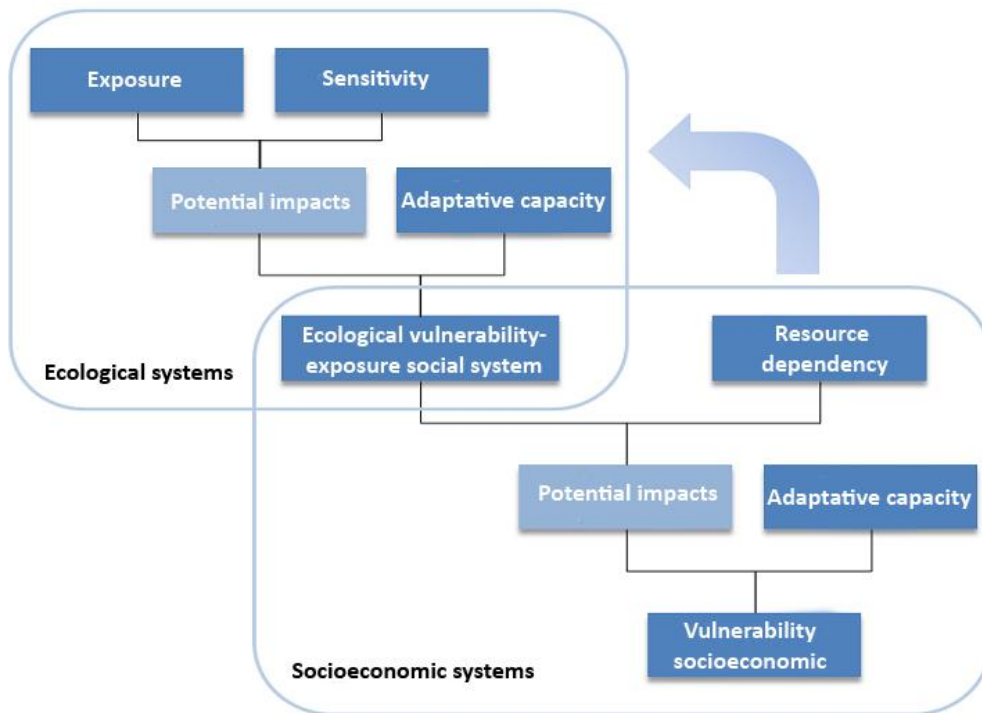 Exposure
Sensitivity
Potential impacts
Adaptative capacity
Ecological vulnerability-
exposure social system
Ecological systems
Resource
dependency
Potential impacts
Adaptative capacity
Vulnerability
socioeconomic
Socioeconomic systems